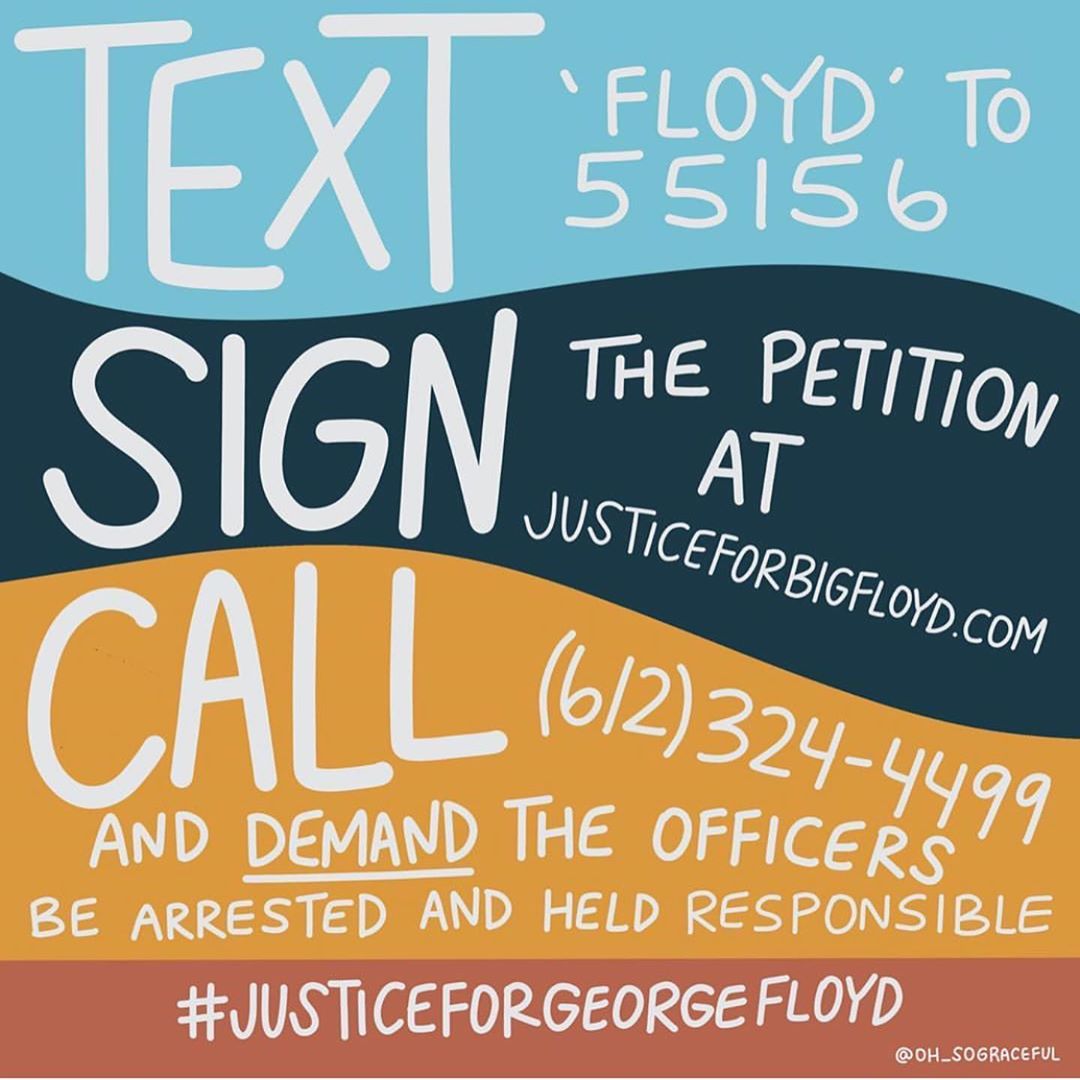 TEXT 'FLOYD' TO
55156
SIGN THE PETITION
AT
JUSTICEFORBIGFLOYD.COM
CALL (612)324-4499
AND DEMAND THE OFFICERS
BE ARRESTED AND HELD RESPONSIBLE
#JUSTICEFORGEORGEFLOYD
@OH_SOGRACEFUL